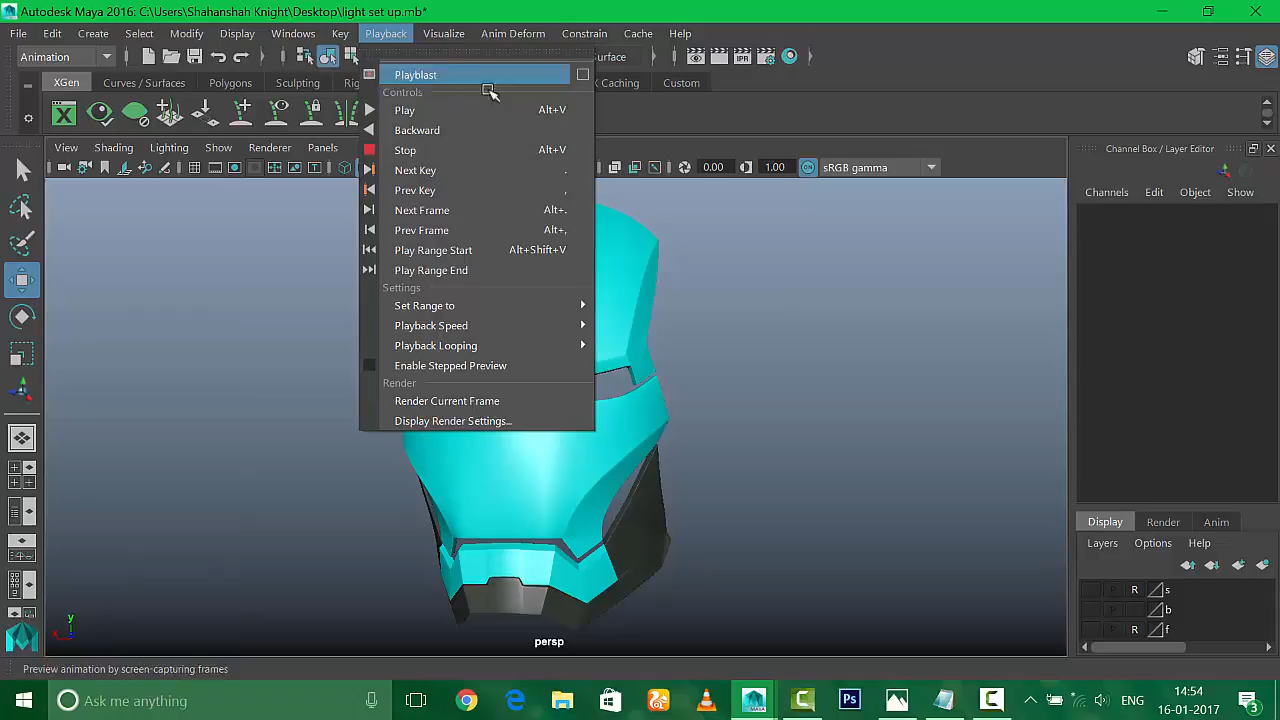 Autodesk Maya 2016: C:\Users\Shahanshah Knight\Desktop\light set up.mb*
File Edit Create Select Modify Display Windows Key Playback Visualize Anim Deform Constrain Cache Help
Animation
Surface
XGen Curves / Surfaces Polygons Sculpting Caching Custom
View Shading Lighting Show Renderer Panels
0.00 1.00 sRGB gamma
Playblast
Controls
Play Alt+V
Backward
Stop Alt+V
Next Key .
Prev Key ,
Next Frame Alt+.
Prev Frame Alt+,
Play Range Start Alt+Shift+V
Play Range End
Settings
Set Range to
Playback Speed
Playback Looping
Enable Stepped Preview
Render
Render Current Frame
Display Render Settings...
Channel Box / Layer Editor
Channels Edit Object Show
Display Render Anim
Layers Options Help
P R s
P b
P R f
y
x
persp
IPR
MAYA
Preview animation by screen-capturing frames
Ask me anything
Ps
ENG
14:54
16-01-2017
3